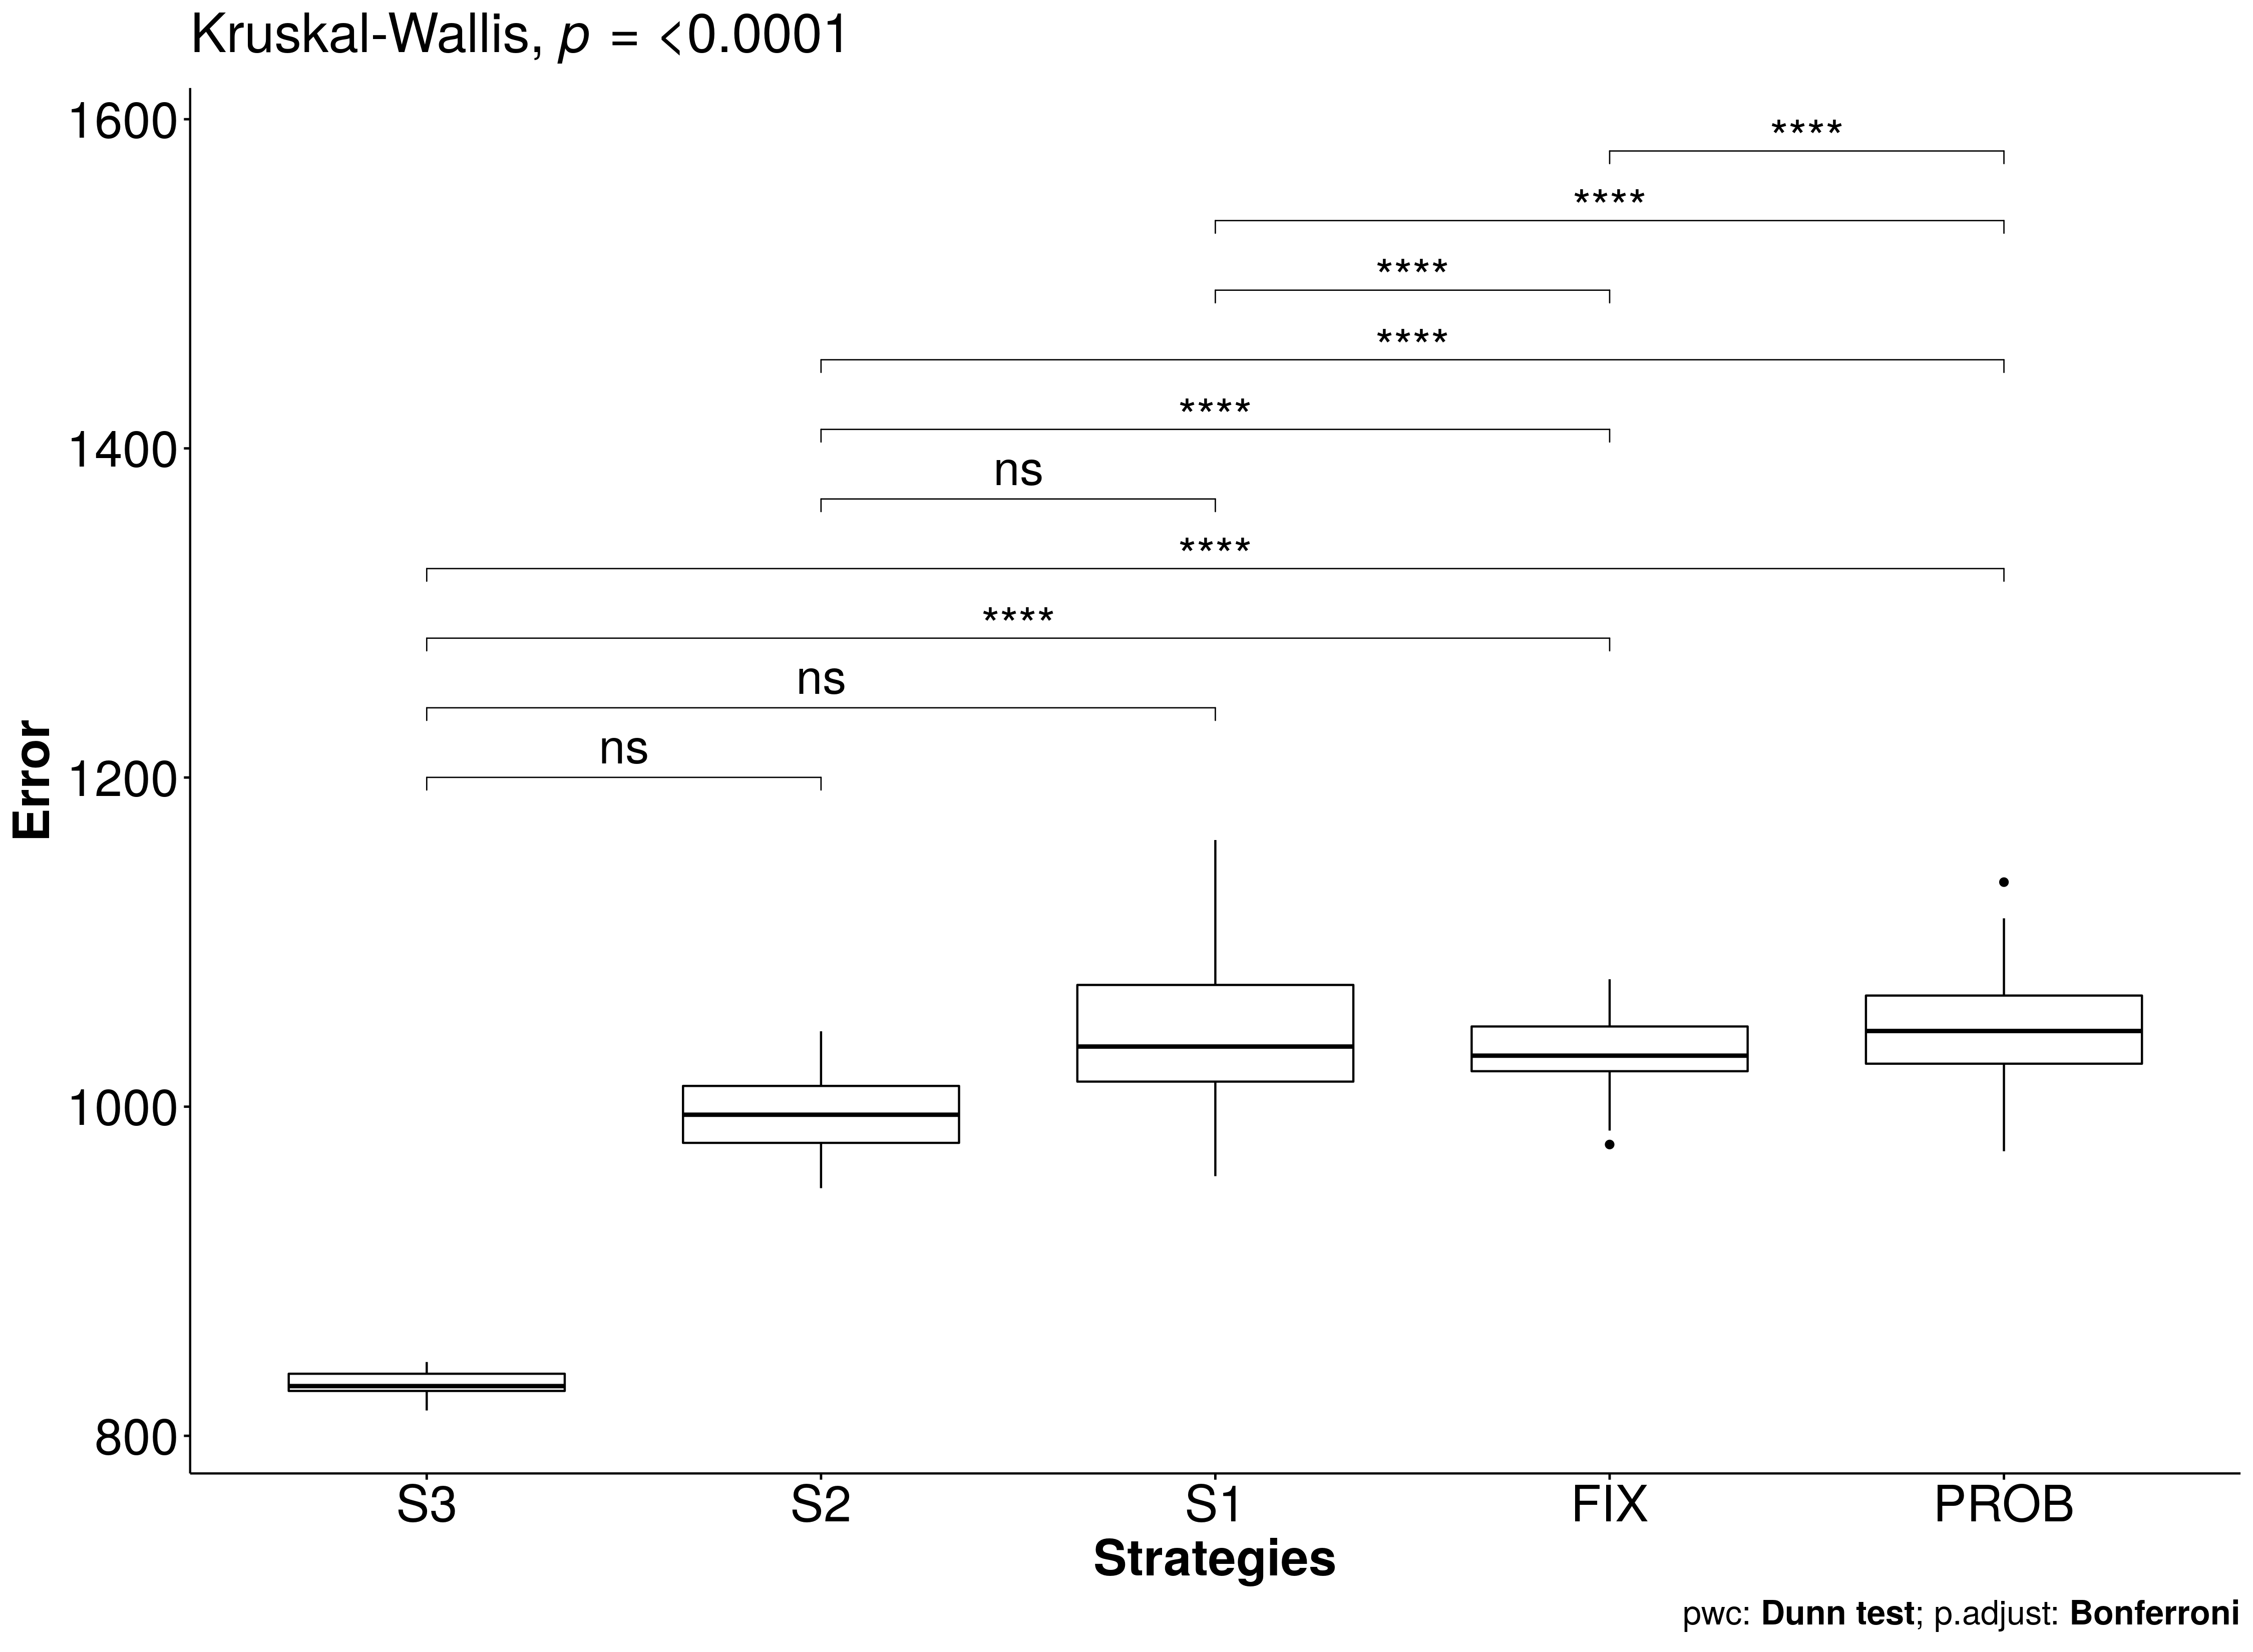 Kruskal-Wallis, p = <0.0001
1600
****
****
****
****
1400
****
ns
****
****
ns
1200
ns
Error
1000
800
S3 S2 S1 FIX PROB
Strategies
pwc: Dunn test; p.adjust: Bonferroni